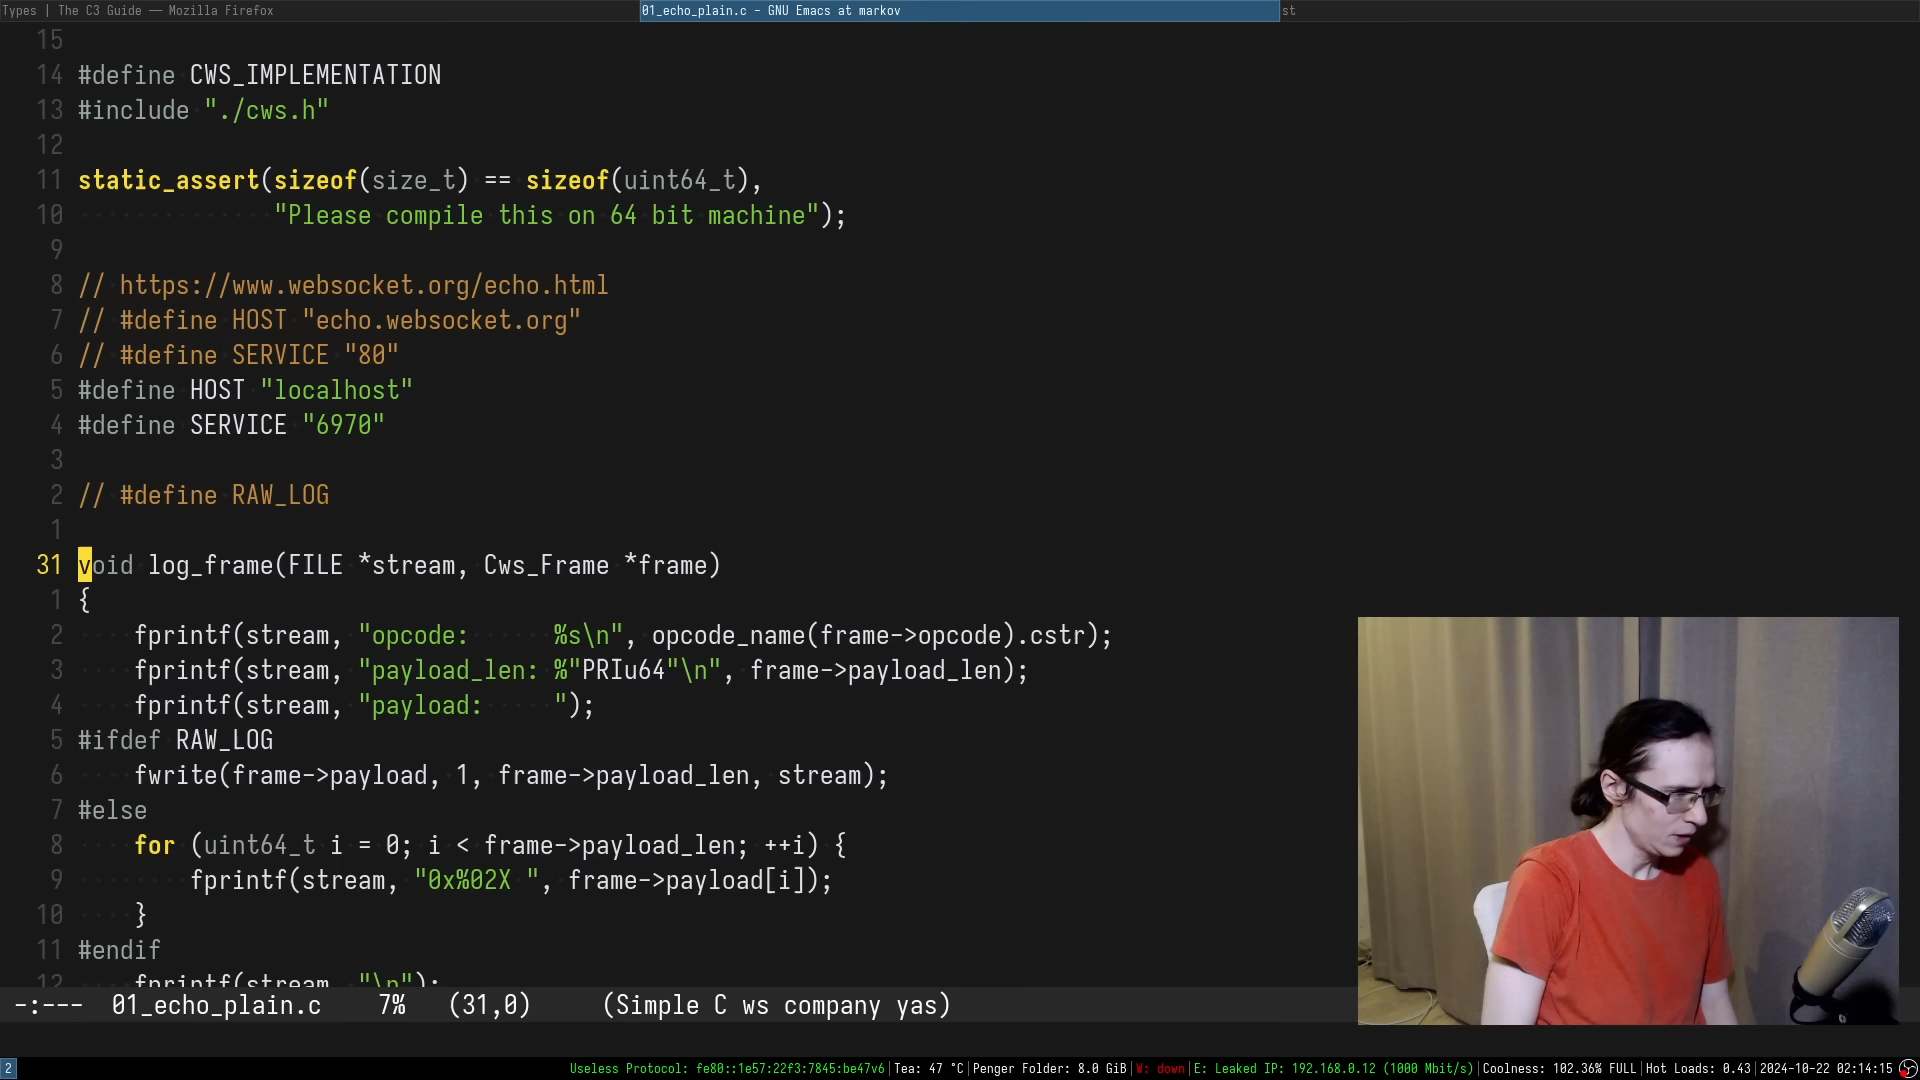 Types | The C3 Guide — Mozilla Firefox
01_echo_plain.c - GNU Emacs at markov
st
15
14 #define CWS_IMPLEMENTATION
13 #include "./cws.h"
12
11 static_assert(sizeof(size_t) == sizeof(uint64_t),
10 "Please compile this on 64 bit machine");
9
8 // https://www.websocket.org/echo.html
7 // #define HOST "echo.websocket.org"
6 // #define SERVICE "80"
5 #define HOST "localhost"
4 #define SERVICE "6970"
3
2 // #define RAW_LOG
1
31 void log_frame(FILE *stream, Cws_Frame *frame)
1 {
2 fprintf(stream, "opcode:      %s\n", opcode_name(frame->opcode).cstr);
3 fprintf(stream, "payload_len: %"PRIu64"\n", frame->payload_len);
4 fprintf(stream, "payload:     ");
5 #ifdef RAW_LOG
6 fwrite(frame->payload, 1, frame->payload_len, stream);
7 #else
8 for (uint64_t i = 0; i < frame->payload_len; ++i) {
9 fprintf(stream, "0x%02X ", frame->payload[i]);
10 }
11 #endif
12 fprintf(stream, "\n");
-:--- 01_echo_plain.c 7% (31,0) (Simple C ws company yas)
2
Useless Protocol: fe80::1e57:22f3:7845:be47v6|Tea: 47 °C|Penger Folder: 8.0 GiB|W: down|E: Leaked IP: 192.168.0.12 (1000 Mbit/s)|Coolness: 102.36% FULL|Hot Loads: 0.43|2024-10-22 02:14:15